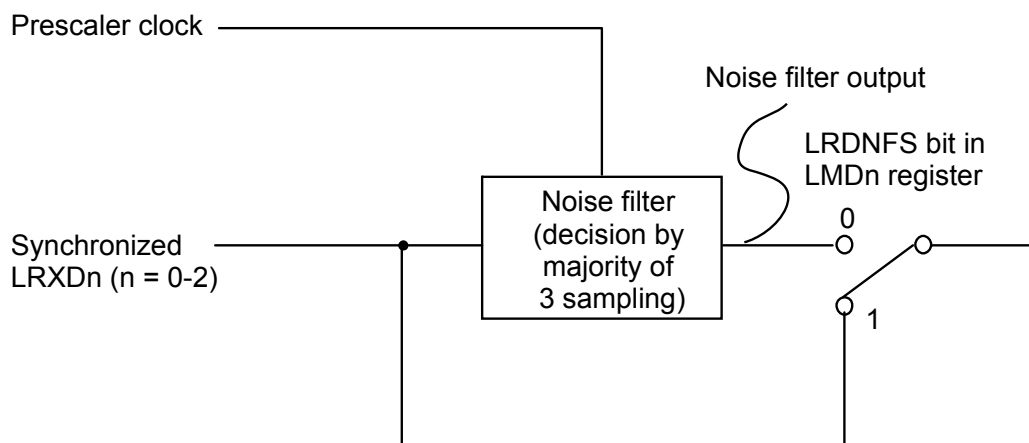 Prescaler clock
Noise filter output
LRDNFS bit in
LMDn register
Noise filter
(decision by
majority of
3 sampling)
Synchronized
LRXDn (n = 0-2)
0
1